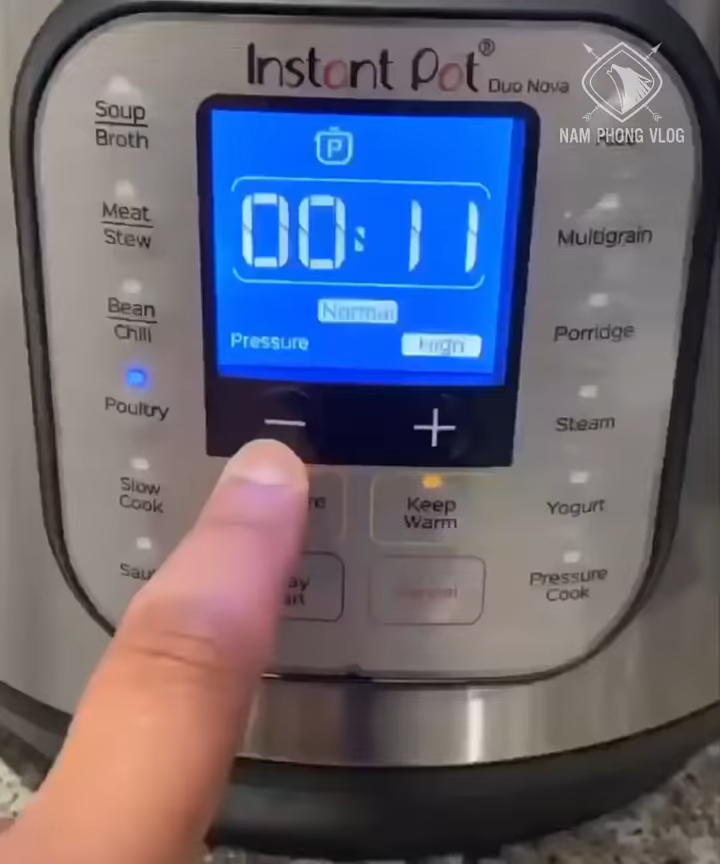 Instant Pot®
Duo Nova
NAM PHONG VLOG
Soup
Broth
Meat
Stew
Bean
Chili
Poultry
Slow
Cook
P
00:11
Normal
Pressure
High
Multigrain
Porridge
Steam
Yogurt
Pressure
Cook
− +
Keep
Warm
Cancel